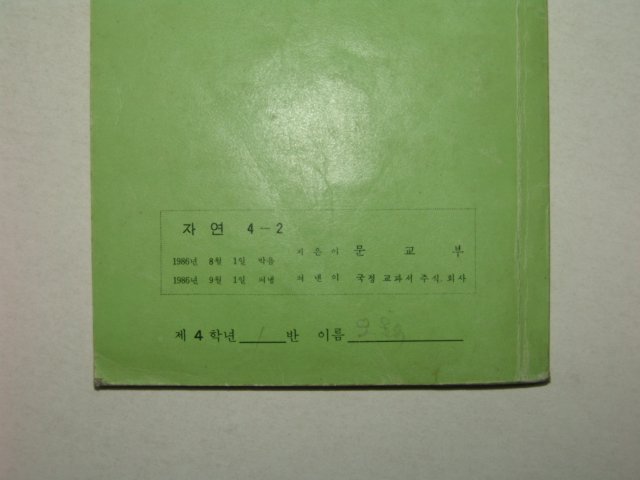 자연 4-2
1986년 8월 1일 박음 지은이 문교부
1986년 9월 1일 펴냄 펴낸이 국정 교과서 주식 회사
제 4 학년 1 반 이름